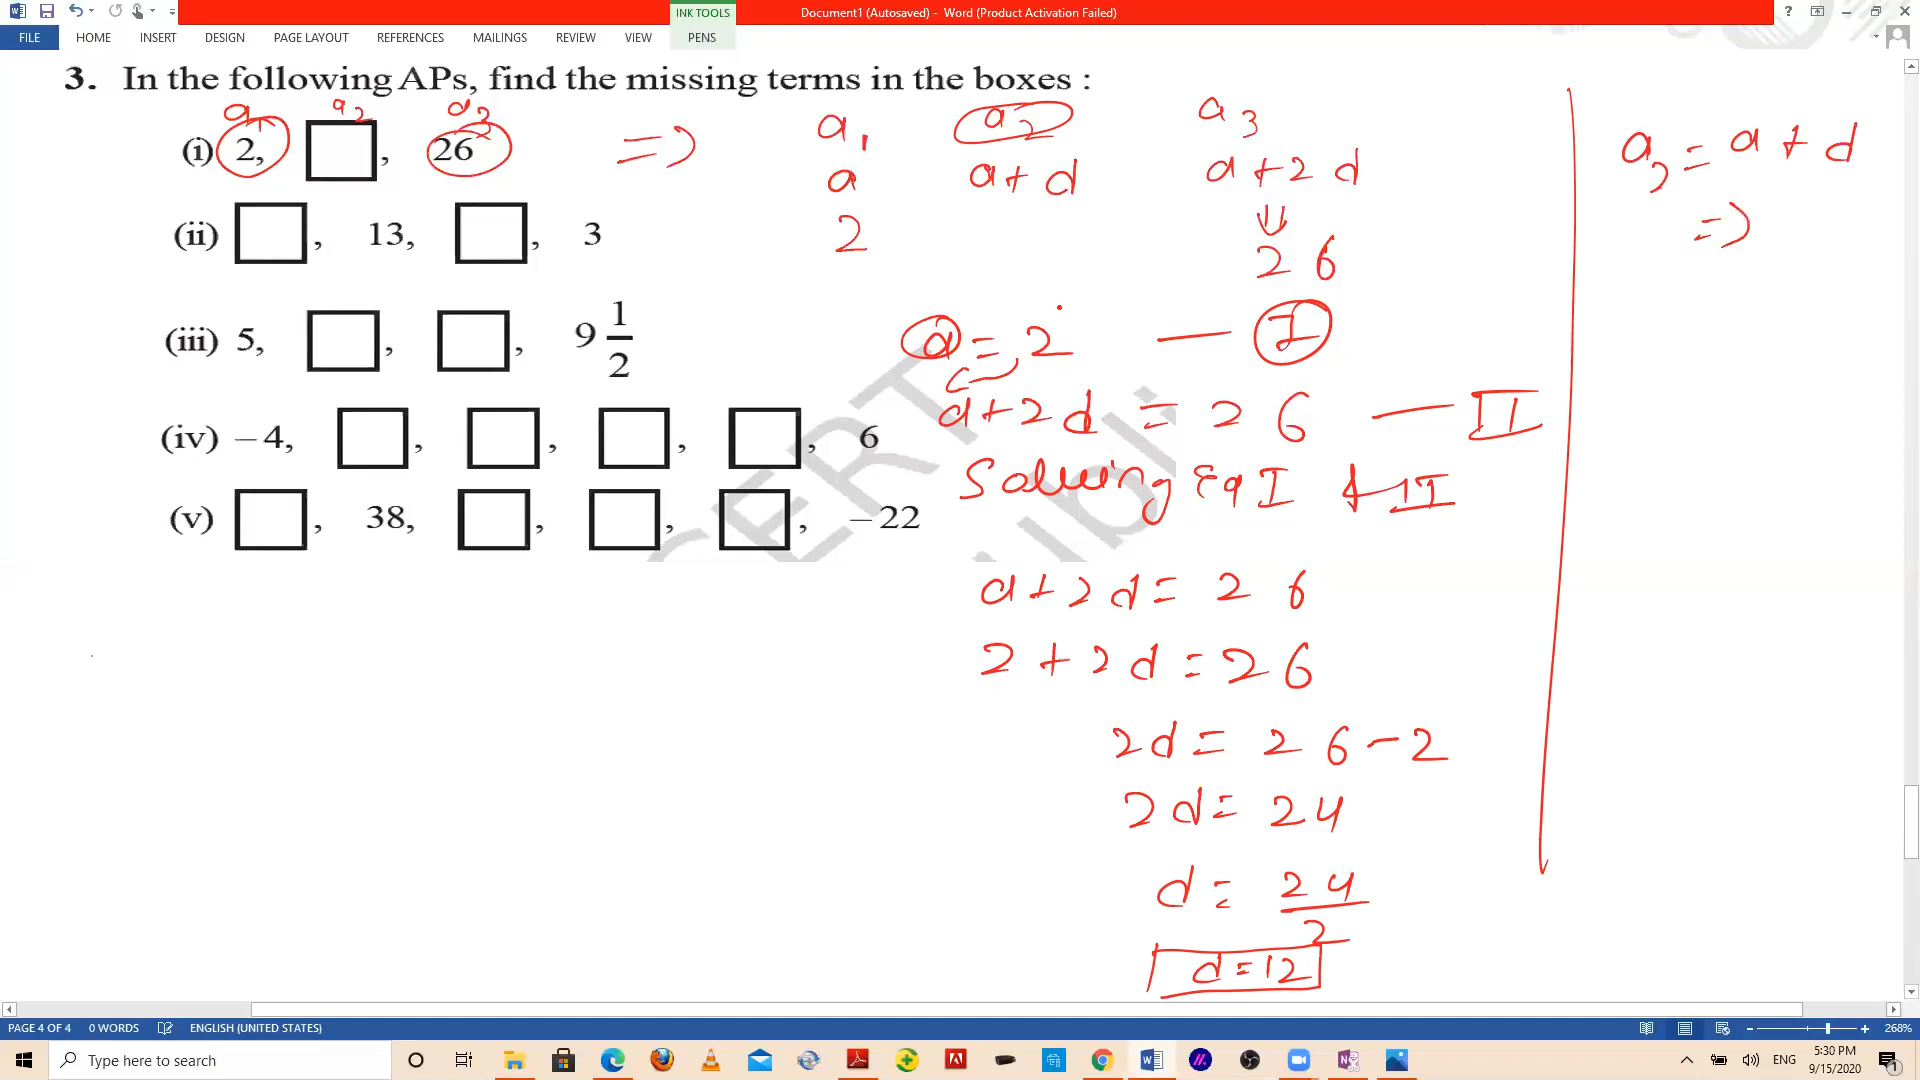 Document1 (Autosaved) - Word (Product Activation Failed)
INK TOOLS
FILE HOME INSERT DESIGN PAGE LAYOUT REFERENCES MAILINGS REVIEW VIEW PENS
3. In the following APs, find the missing terms in the boxes :
a1 a2 a3
(i) 2, □, 26 =>
(ii) □, 13, □, 3
(iii) 5, □, □, 9 1/2
(iv) −4, □, □, □, □, 6
(v) □, 38, □, □, □, −22
a1 a2 a3
a a+d a+2d
2 26
a = 2 — I
a+2d = 26 — II
Solving Eq I & II
a+2d = 26
2+2d = 26
2d = 26-2
2d = 24
d = 24/2
d = 12
a2 = a+d
=>
PAGE 4 OF 4 0 WORDS ENGLISH (UNITED STATES) 268%
Type here to search
ENG
5:30 PM
9/15/2020